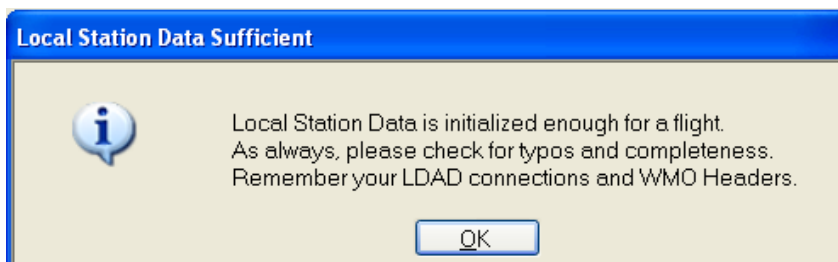 Local Station Data Sufficient
Local Station Data is initialized enough for a flight.
As always, please check for typos and completeness.
Remember your LDAD connections and WMO Headers.
OK